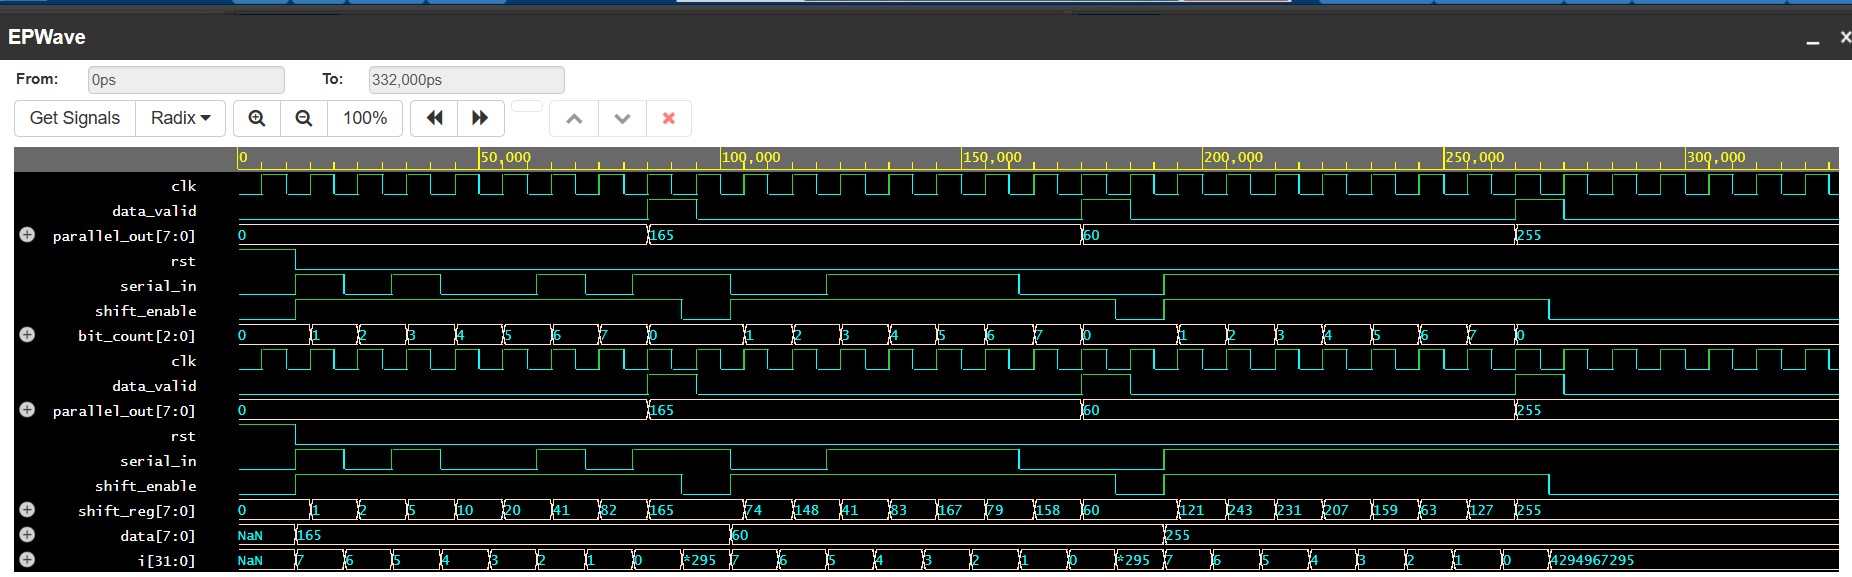 EPWave
From: 0ps To: 332,000ps
Get Signals Radix 100%
0 50,000 100,000 150,000 200,000 250,000 300,000
clk
data_valid
parallel_out[7:0] 0 165 60 255
rst
serial_in
shift_enable
bit_count[2:0] 0 1 2 3 4 5 6 7 0 1 2 3 4 5 6 7 0 1 2 3 4 5 6 7 0
clk
data_valid
parallel_out[7:0] 0 165 60 255
rst
serial_in
shift_enable
shift_reg[7:0] 0 1 2 5 10 20 41 82 165 74 148 41 83 167 79 158 60 121 243 231 207 159 63 127 255
data[7:0] NaN 165 60 255
i[31:0] NaN 7 6 5 4 3 2 1 0 *295 7 6 5 4 3 2 1 0 *295 7 6 5 4 3 2 1 0 4294967295